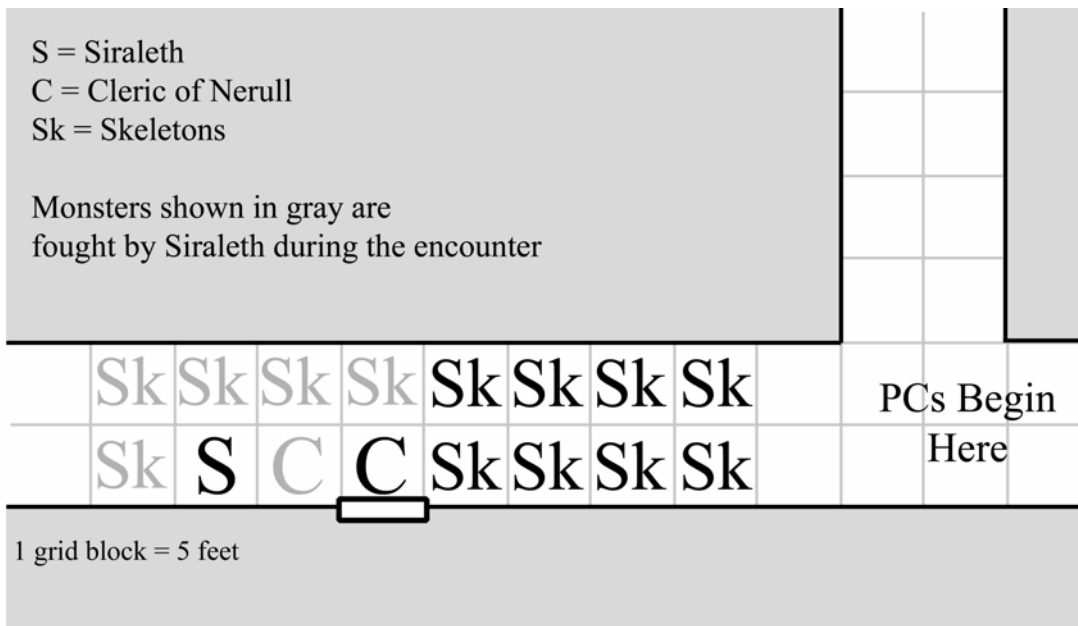 S = Siraleth
C = Cleric of Nerull
Sk = Skeletons
Monsters shown in gray are
fought by Siraleth during the encounter
Sk Sk Sk Sk Sk Sk Sk Sk
PCs Begin
Here
Sk S C C Sk Sk Sk Sk
1 grid block = 5 feet